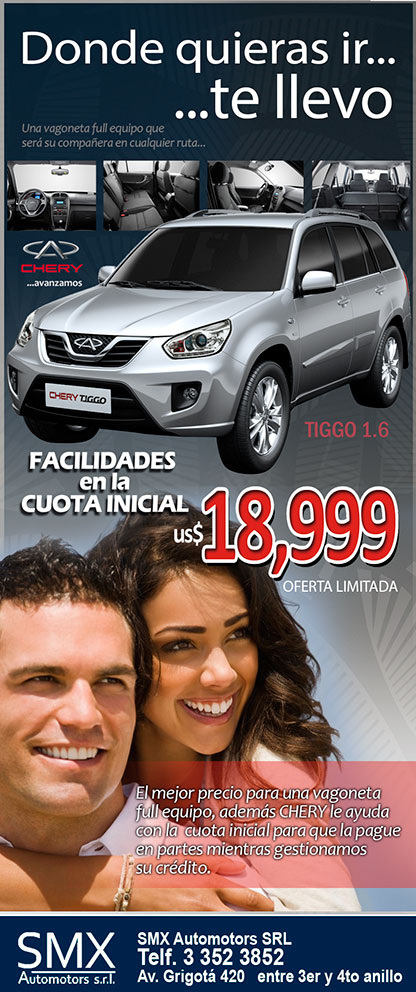 Donde quieras ir...
...te llevo
Una vagoneta full equipo que
será su compañera en cualquier ruta...
CHERY
...avanzamos
CHERY TIGGO
TIGGO 1.6
FACILIDADES
en la
CUOTA INICIAL
us$ 18,999
OFERTA LIMITADA
El mejor precio para una vagoneta
full equipo, además CHERY le ayuda
con la cuota inicial para que la pague
en partes mientras gestionamos
su crédito.
SMX
Automotors s.r.l.
SMX Automotors SRL
Telf. 3 352 3852
Av. Grigotá 420 entre 3er y 4to anillo